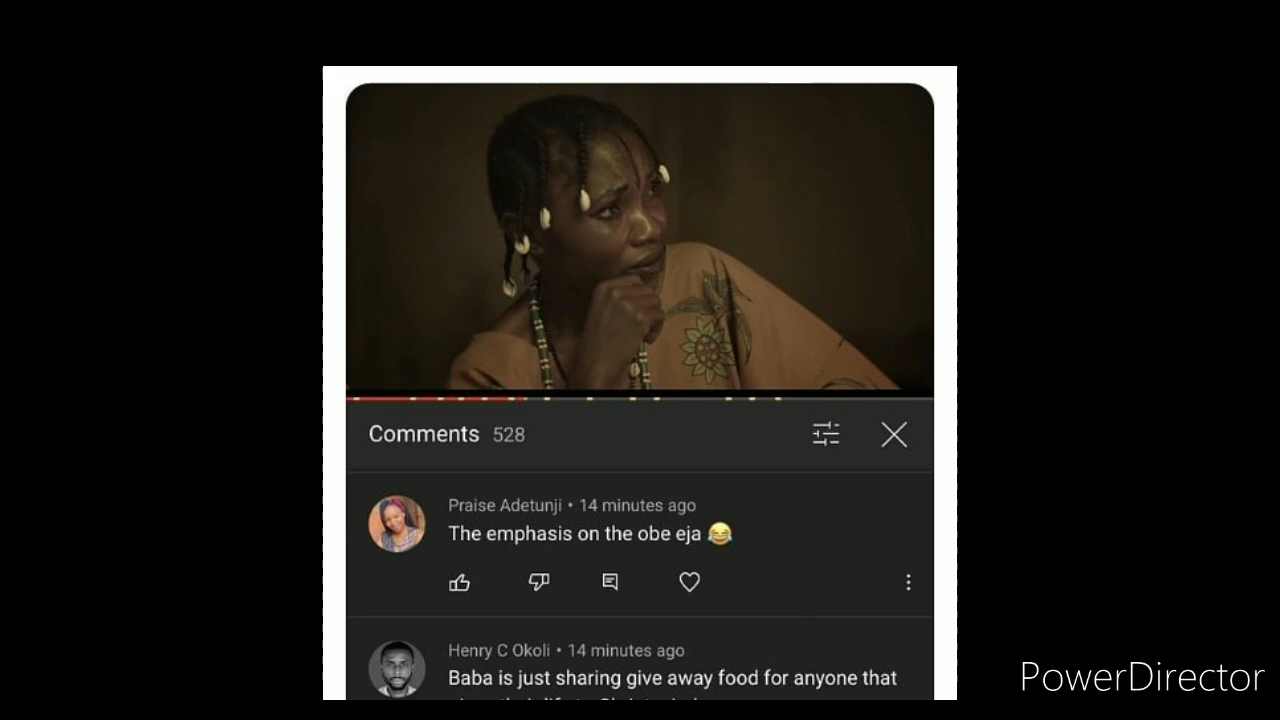 Comments 528
Praise Adetunji • 14 minutes ago
The emphasis on the obe eja 😂
Henry C Okoli • 14 minutes ago
Baba is just sharing give away food for anyone that
PowerDirector